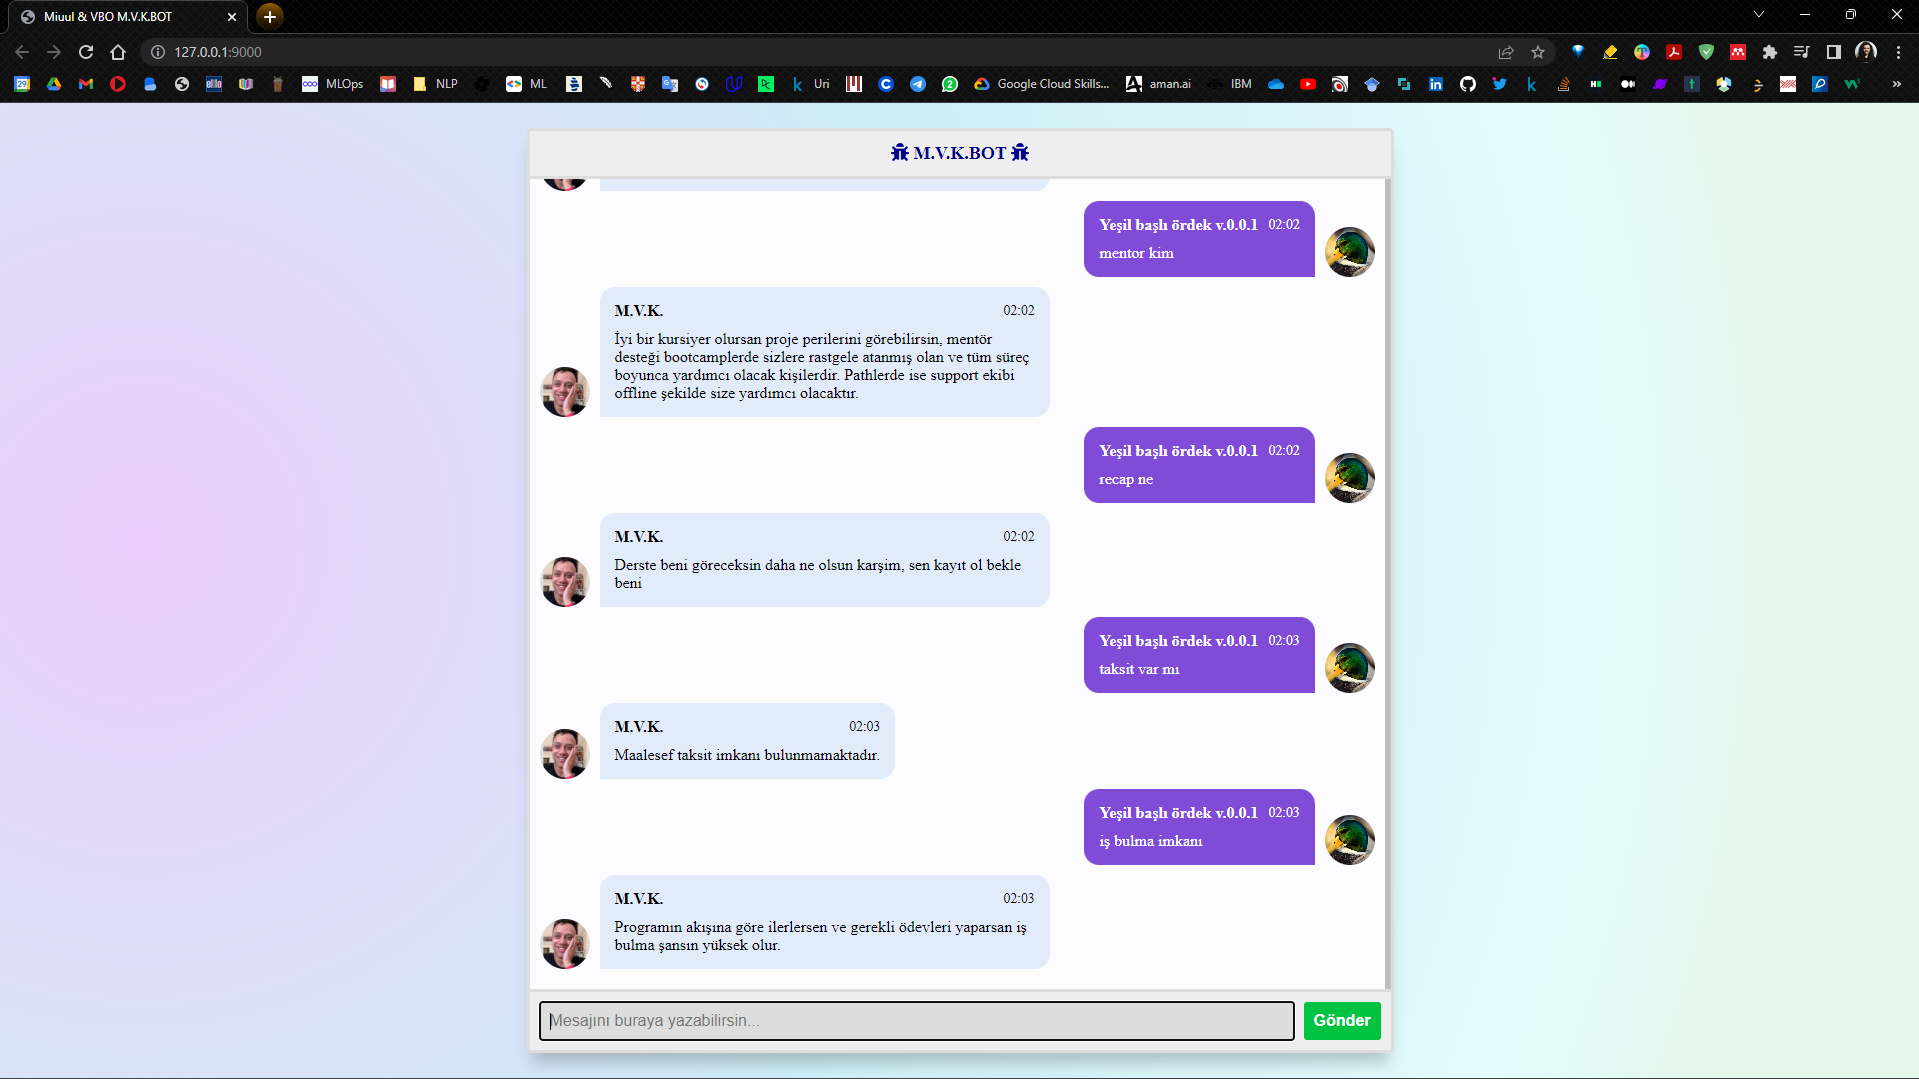 Miuul & VBO M.V.K.BOT
127.0.0.1:9000
29 MLOps NLP ML Uri 2 Google Cloud Skills... aman.ai IBM
M.V.K.BOT
Yeşil başlı ördek v.0.0.1 02:02
mentor kim
M.V.K. 02:02
İyi bir kursiyer olursan proje perilerini görebilirsin, mentör
desteği bootcamplerde sizlere rastgele atanmış olan ve tüm süreç
boyunca yardımcı olacak kişilerdir. Pathlerde ise support ekibi
offline şekilde size yardımcı olacaktır.
Yeşil başlı ördek v.0.0.1 02:02
recap ne
M.V.K. 02:02
Derste beni göreceksin daha ne olsun karşim, sen kayıt ol bekle
beni
Yeşil başlı ördek v.0.0.1 02:03
taksit var mı
M.V.K. 02:03
Maalesef taksit imkanı bulunmamaktadır.
Yeşil başlı ördek v.0.0.1 02:03
iş bulma imkanı
M.V.K. 02:03
Programın akışına göre ilerlersen ve gerekli ödevleri yaparsan iş
bulma şansın yüksek olur.
Mesajını buraya yazabilirsin...
Gönder